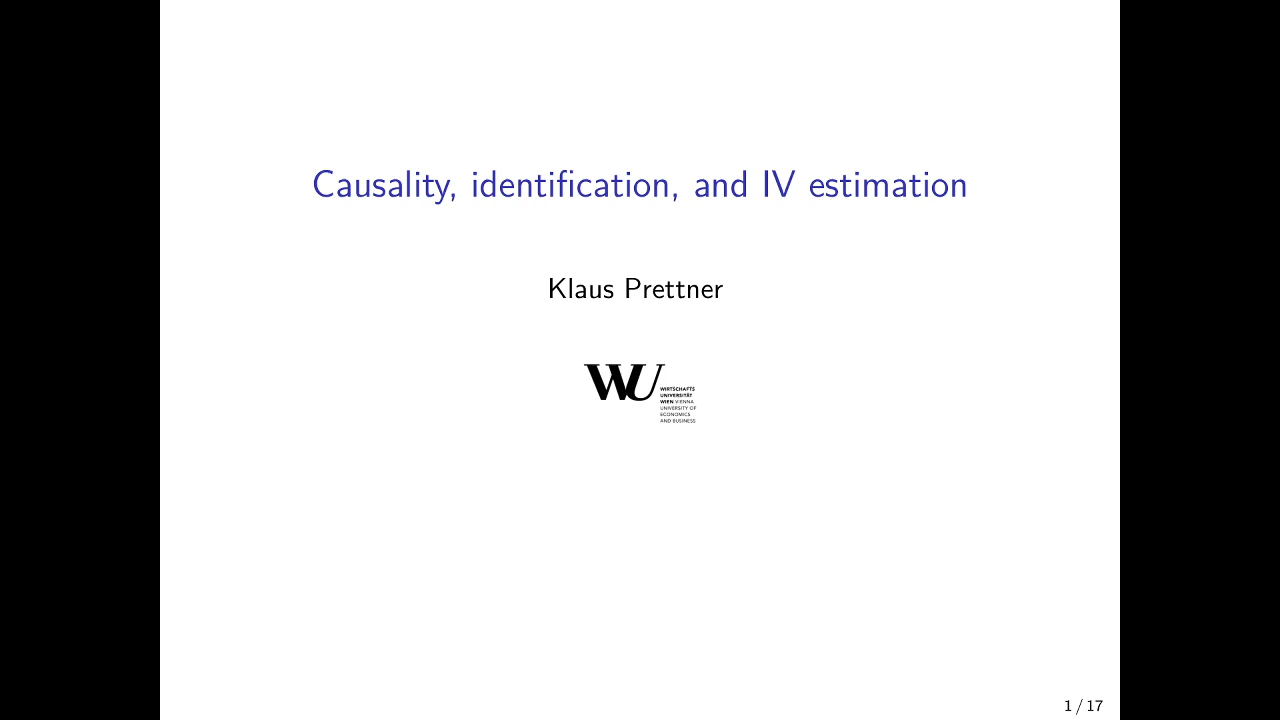 Causality, identification, and IV estimation
Klaus Prettner
WU
WIRTSCHAFTS
UNIVERSITÄT
WIEN VIENNA
UNIVERSITY OF
ECONOMICS
AND BUSINESS
1 / 17